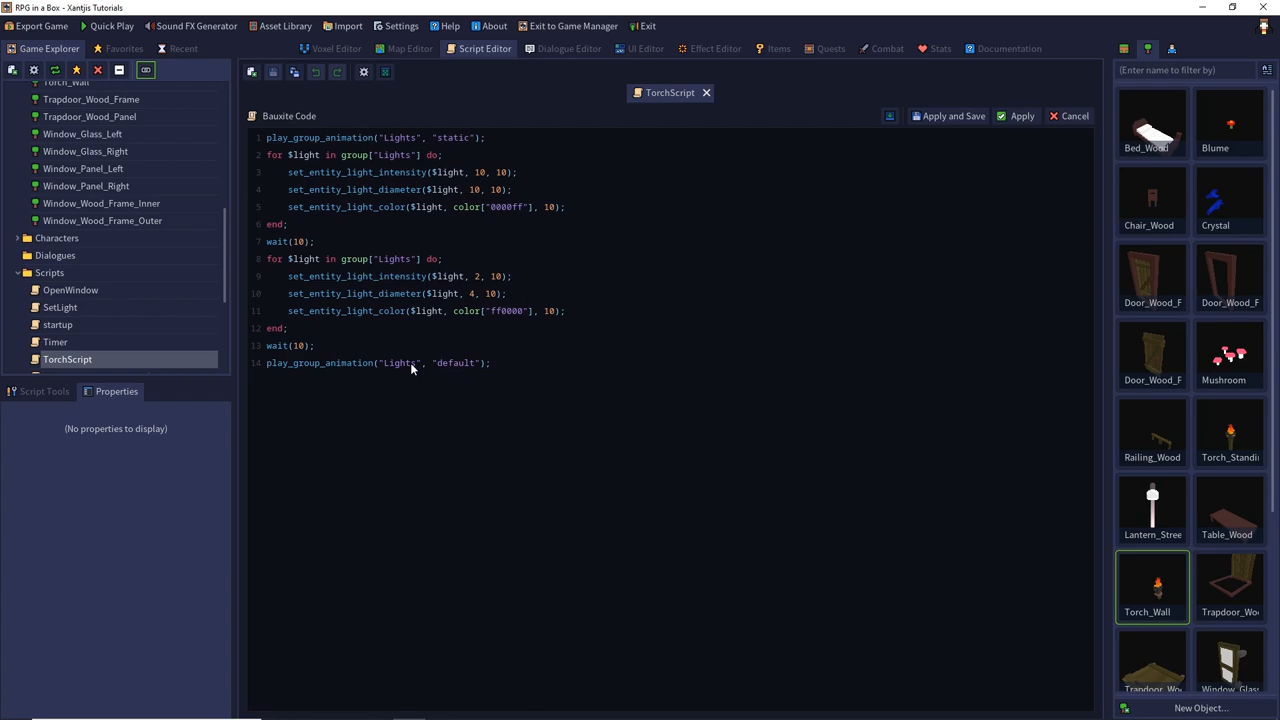 RPG in a Box - Xantjis Tutorials
Export Game
Quick Play
Sound FX Generator
Asset Library
Import
Settings
Help
About
Exit to Game Manager
Exit
Game Explorer
Favorites
Recent
Voxel Editor
Map Editor
Script Editor
Dialogue Editor
UI Editor
Effect Editor
Items
Quests
Combat
Stats
Documentation
Torch_Wall
Trapdoor_Wood_Frame
Trapdoor_Wood_Panel
Window_Glass_Left
Window_Glass_Right
Window_Panel_Left
Window_Panel_Right
Window_Wood_Frame_Inner
Window_Wood_Frame_Outer
Characters
Dialogues
Scripts
OpenWindow
SetLight
startup
Timer
TorchScript
Script Tools
Properties
(No properties to display)
TorchScript
Bauxite Code
Apply and Save
Apply
Cancel
1 play_group_animation("Lights", "static");
2 for $light in group["Lights"] do;
3 set_entity_light_intensity($light, 10, 10);
4 set_entity_light_diameter($light, 10, 10);
5 set_entity_light_color($light, color["0000ff"], 10);
6 end;
7 wait(10);
8 for $light in group["Lights"] do;
9 set_entity_light_intensity($light, 2, 10);
10 set_entity_light_diameter($light, 4, 10);
11 set_entity_light_color($light, color["ff0000"], 10);
12 end;
13 wait(10);
14 play_group_animation("Lights", "default");
(Enter name to filter by)
Bed_Wood
Blume
Chair_Wood
Crystal
Door_Wood_F
Door_Wood_F
Door_Wood_F
Mushroom
Railing_Wood
Torch_Standi
Lantern_Stree
Table_Wood
Torch_Wall
Trapdoor_Wo
Trapdoor_Wo
Window_Glas
New Object...